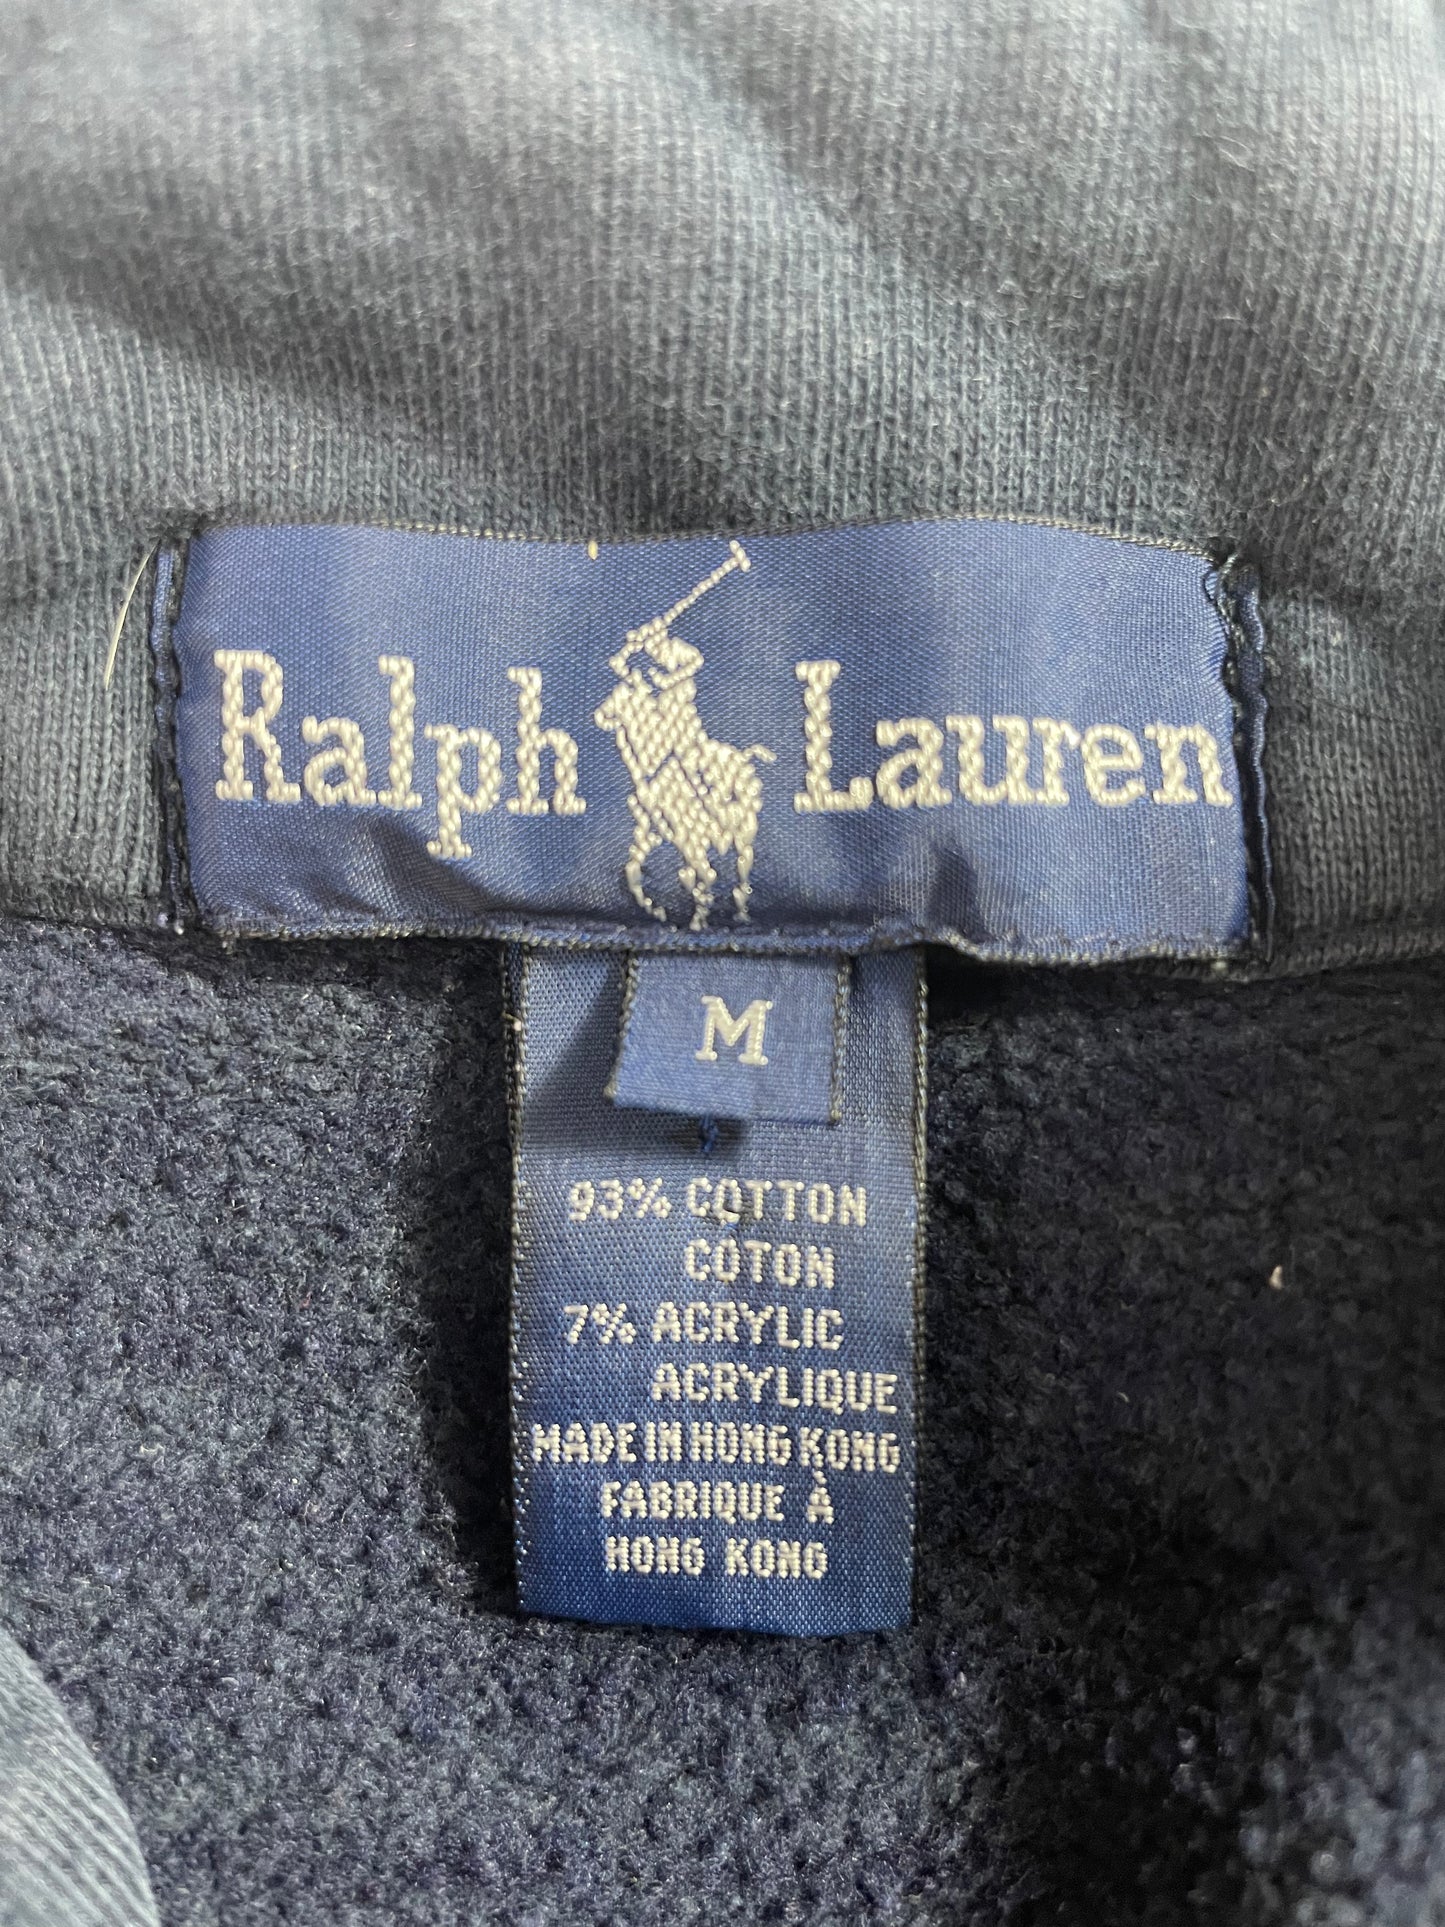 Ralph Lauren
M
93% COTTON
COTON
7% ACRYLIC
ACRYLIQUE
MADE IN HONG KONG
FABRIQUE À
HONG KONG